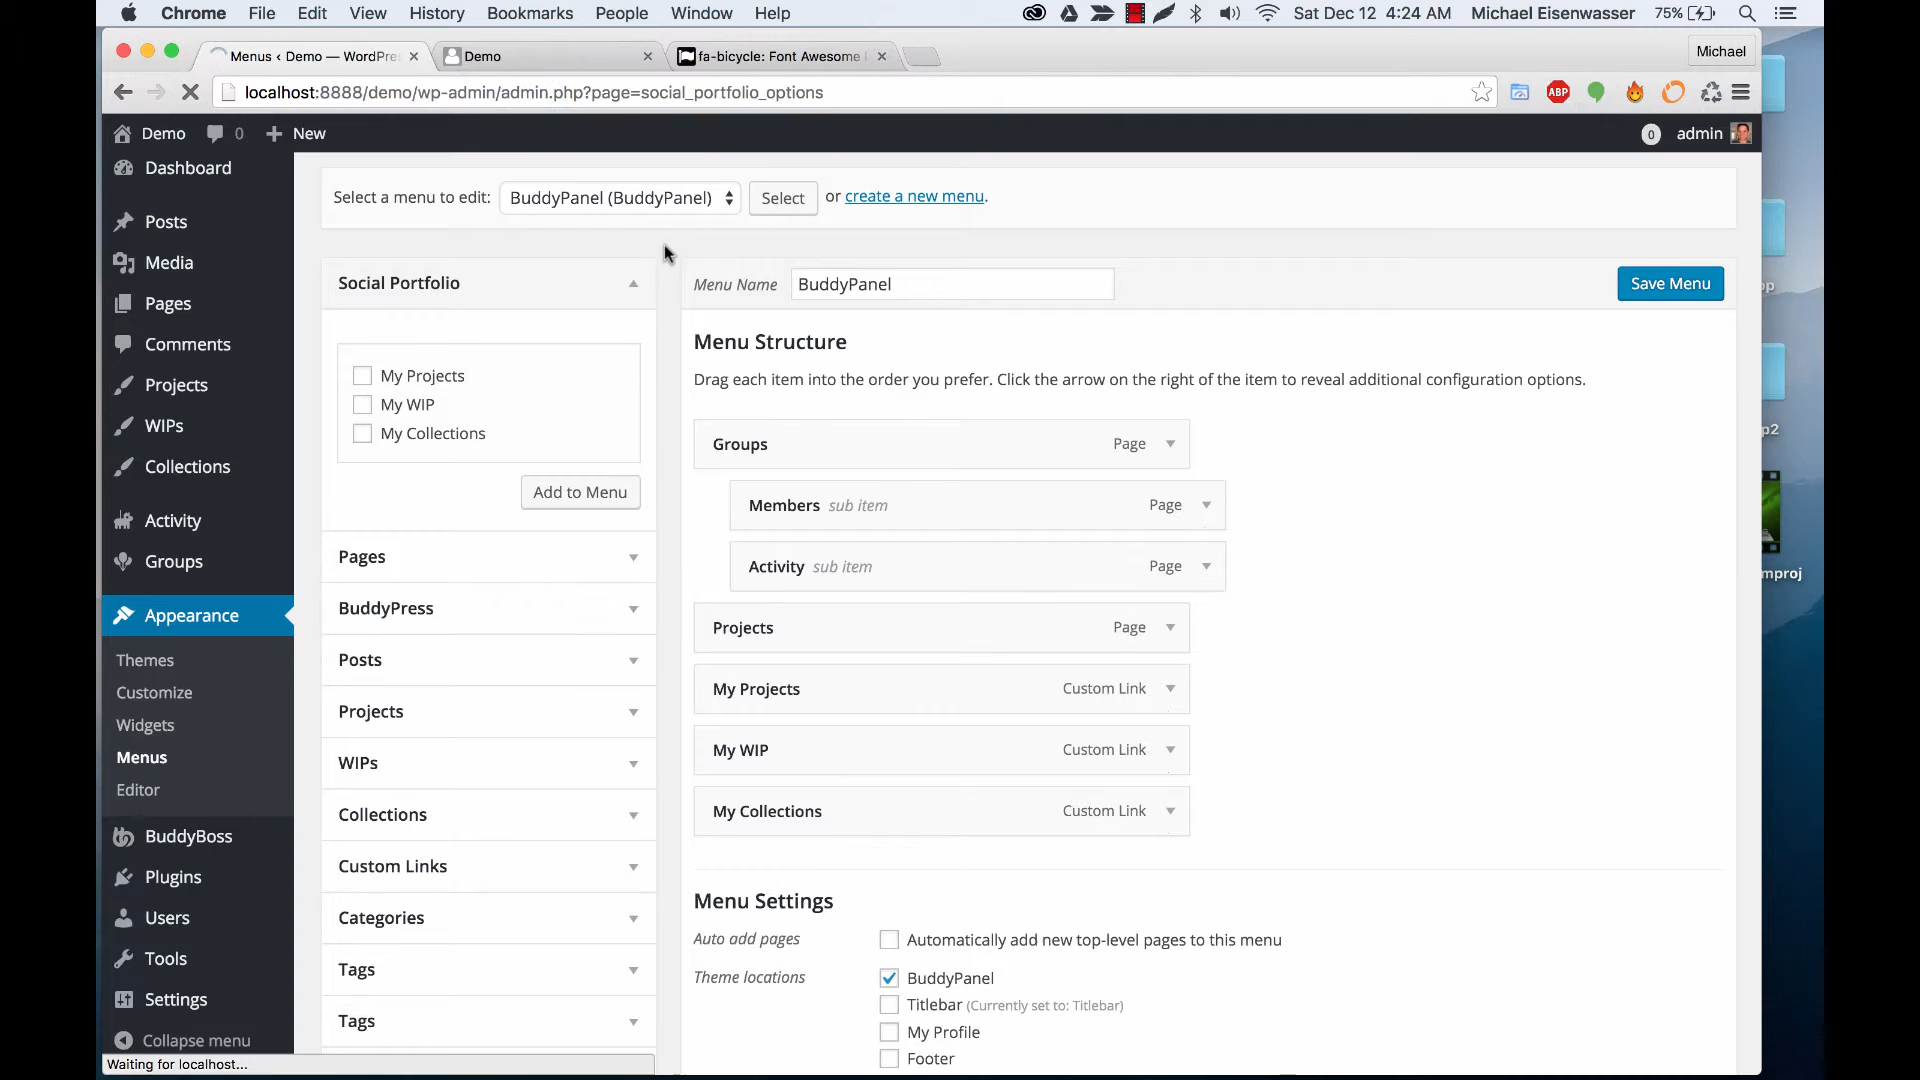 Chrome File Edit View History Bookmarks People Window Help Sat Dec 12 4:24 AM Michael Eisenwasser 75%
Menus ‹ Demo — WordPre Demo fa-bicycle: Font Awesome Michael
localhost:8888/demo/wp-admin/admin.php?page=social_portfolio_options ABP
Demo 0 New 0 admin
Dashboard
Posts
Media
Pages
Comments
Projects
WIPs
Collections
Activity
Groups
Appearance
Themes
Customize
Widgets
Menus
Editor
BuddyBoss
Plugins
Users
Tools
Settings
Collapse menu
Waiting for localhost...
Select a menu to edit: BuddyPanel (BuddyPanel) Select or create a new menu.
Social Portfolio
My Projects
My WIP
My Collections
Add to Menu
Pages
BuddyPress
Posts
Projects
WIPs
Collections
Custom Links
Categories
Tags
Tags
Menu Name BuddyPanel Save Menu
Menu Structure
Drag each item into the order you prefer. Click the arrow on the right of the item to reveal additional configuration options.
Groups Page
Members sub item Page
Activity sub item Page
Projects Page
My Projects Custom Link
My WIP Custom Link
My Collections Custom Link
Menu Settings
Auto add pages Automatically add new top-level pages to this menu
Theme locations BuddyPanel
Titlebar (Currently set to: Titlebar)
My Profile
Footer
op
p2
mproj